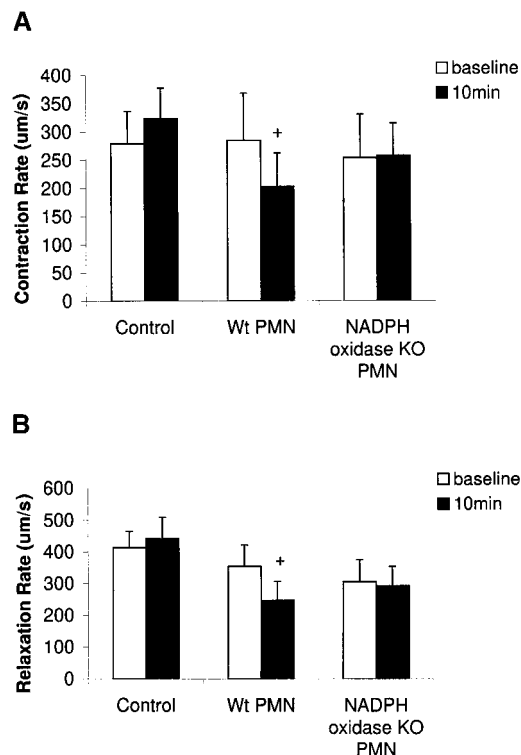 A
Contraction Rate (um/s)
400
350
300
250
200
150
100
50
0
baseline
10min
+
Control
Wt PMN
NADPH
oxidase KO
PMN
B
Relaxation Rate (um/s)
600
500
400
300
200
100
0
baseline
10min
+
Control
Wt PMN
NADPH
oxidase KO
PMN